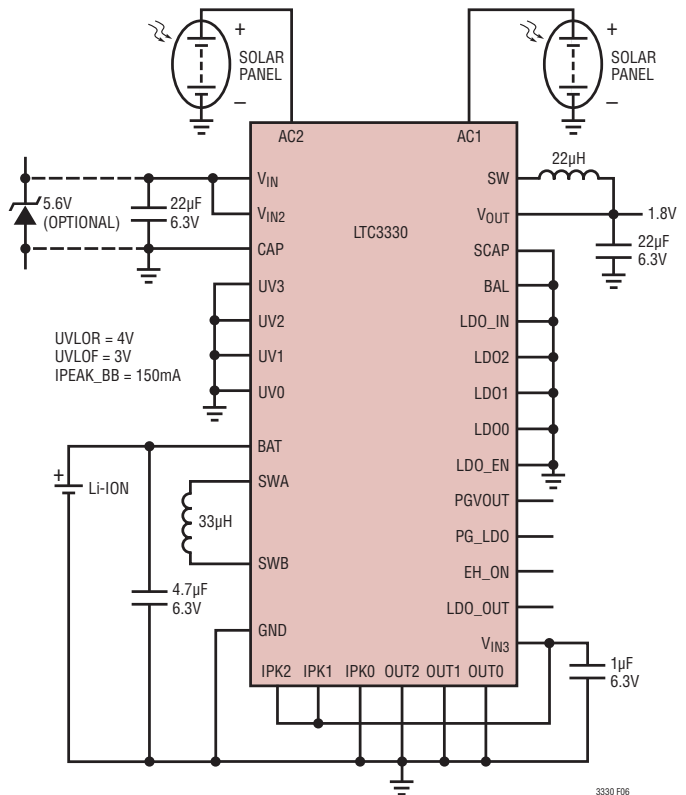 +
SOLAR
PANEL
–
+
SOLAR
PANEL
–
AC2
AC1
5.6V
(OPTIONAL)
22µF
6.3V
VIN
VIN2
CAP
UV3
UV2
UV1
UV0
UVLOR = 4V
UVLOF = 3V
IPEAK_BB = 150mA
BAT
+
Li-ION
SWA
33µH
SWB
4.7µF
6.3V
GND
LTC3330
22µH
SW
VOUT
1.8V
22µF
6.3V
SCAP
BAL
LDO_IN
LDO2
LDO1
LDO0
LDO_EN
PGVOUT
PG_LDO
EH_ON
LDO_OUT
VIN3
1µF
6.3V
IPK2 IPK1 IPK0 OUT2 OUT1 OUT0
3330 F06